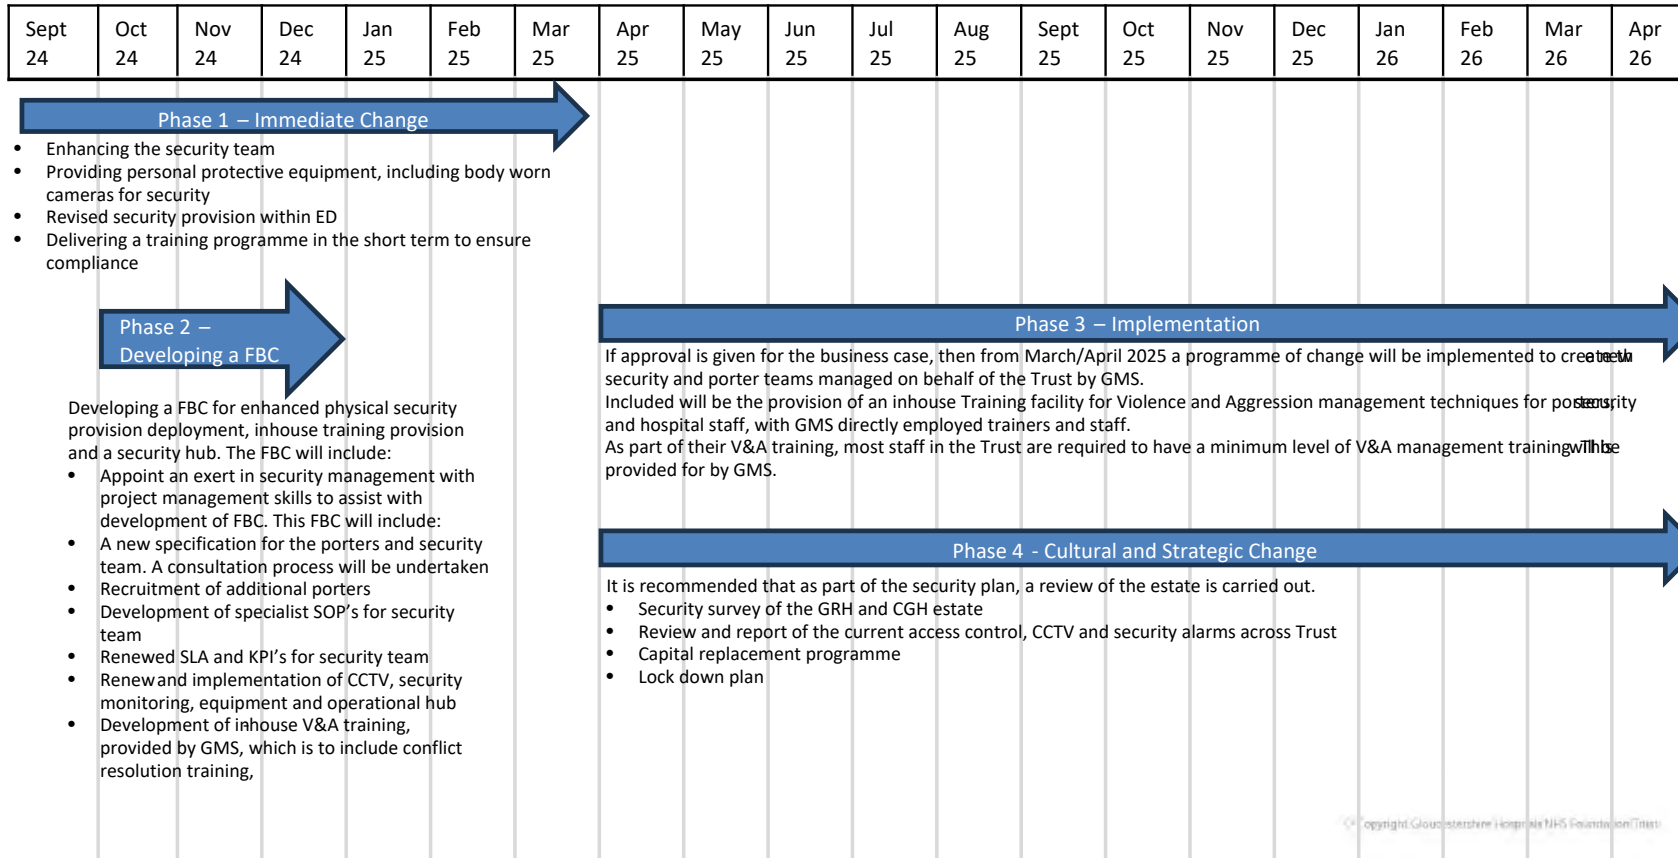 Sept Oct Nov Dec Jan Feb Mar Apr May Jun Jul Aug Sept Oct Nov Dec Jan Feb Mar Apr
24 24 24 24 25 25 25 25 25 25 25 25 25 25 25 25 26 26 26 26
Phase 1 – Immediate Change
• Enhancing the security team
• Providing personal protective equipment, including body worn
cameras for security
• Revised security provision within ED
• Delivering a training programme in the short term to ensure
compliance
Phase 2 –
Developing a FBC
Developing a FBC for enhanced physical security
provision deployment, inhouse training provision
and a security hub. The FBC will include:
• Appoint an exert in security management with
project management skills to assist with
development of FBC. This FBC will include:
• A new specification for the porters and security
team. A consultation process will be undertaken
• Recruitment of additional porters
• Development of specialist SOP's for security
team
• Renewed SLA and KPI's for security team
• Renew and implementation of CCTV, security
monitoring, equipment and operational hub
• Development of in-house V&A training,
provided by GMS, which is to include conflict
resolution training,
Phase 3 – Implementation
If approval is given for the business case, then from March/April 2025 a programme of change will be implemented to create new
security and porter teams managed on behalf of the Trust by GMS.
Included will be the provision of an inhouse Training facility for Violence and Aggression management techniques for porters, security
and hospital staff, with GMS directly employed trainers and staff.
As part of their V&A training, most staff in the Trust are required to have a minimum level of V&A management training. This will be
provided for by GMS.
Phase 4 - Cultural and Strategic Change
It is recommended that as part of the security plan, a review of the estate is carried out.
• Security survey of the GRH and CGH estate
• Review and report of the current access control, CCTV and security alarms across Trust
• Capital replacement programme
• Lock down plan
opyright Gloucestershire Hospitals NHS Foundation Trust